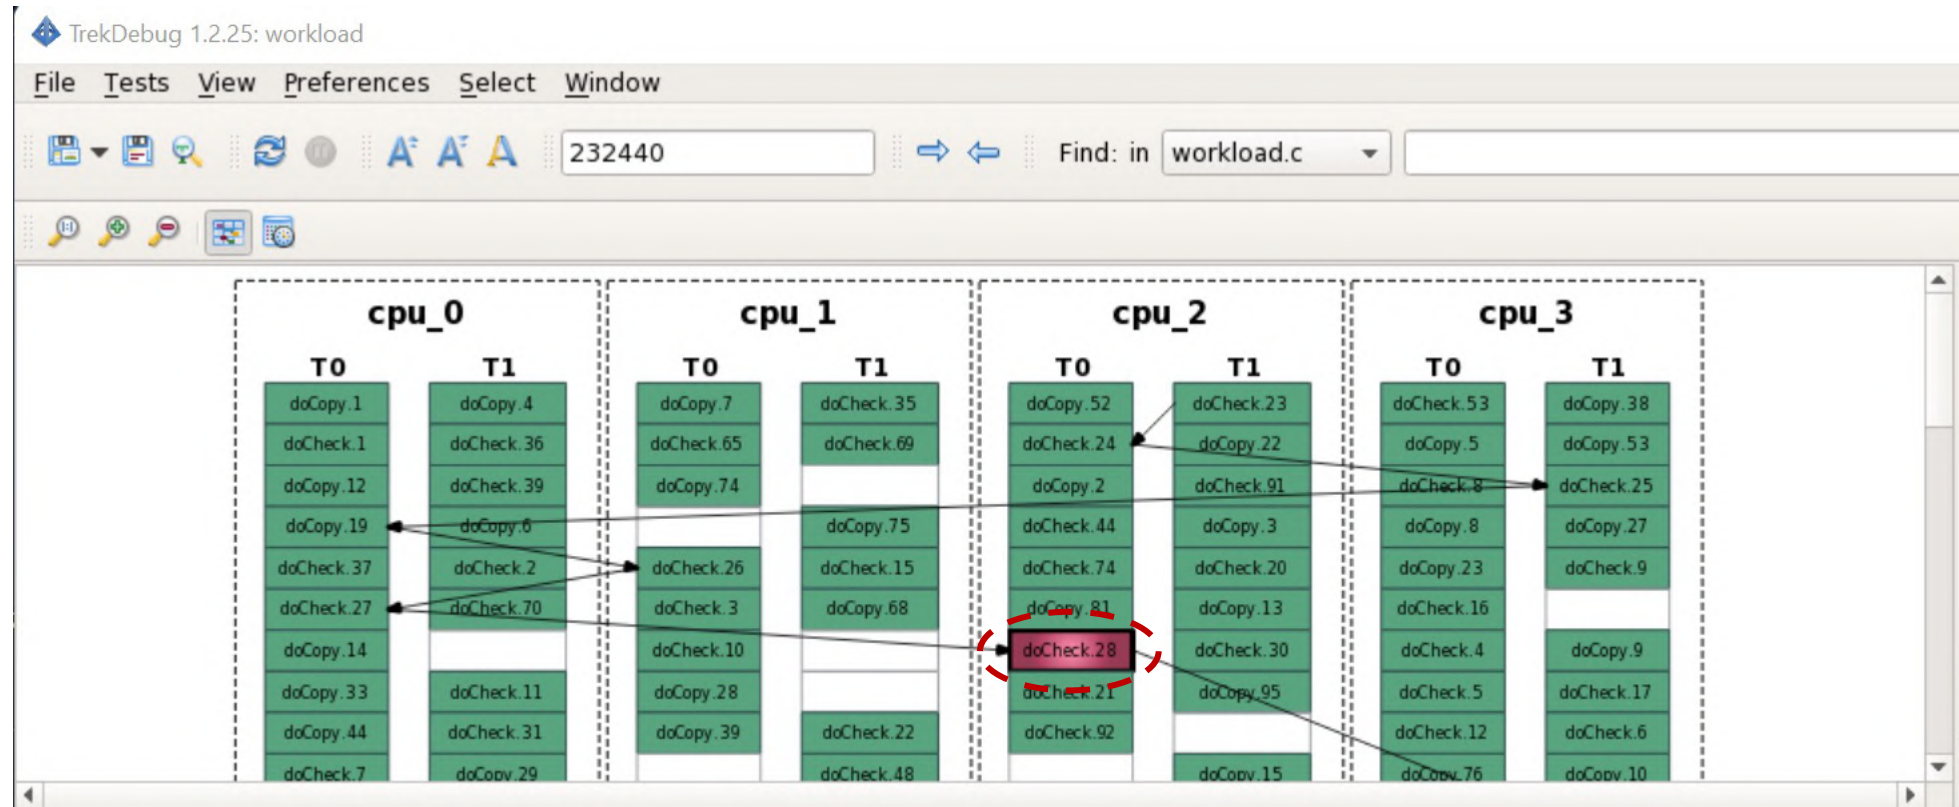 TrekDebug 1.2.25: workload
File Tests View Preferences Select Window
232440 Find: in workload.c
cpu_0 cpu_1 cpu_2 cpu_3
T0 T1 T0 T1 T0 T1 T0 T1
doCopy.1 doCopy.4 doCopy.7 doCheck.35 doCopy.52 doCheck.23 doCheck.53 doCopy.38
doCheck.1 doCheck.36 doCheck.65 doCheck.69 doCheck.24 doCopy.22 doCopy.5 doCopy.53
doCopy.12 doCheck.39 doCopy.74 doCopy.2 doCheck.91 doCheck.8 doCheck.25
doCopy.19 doCopy.6 doCopy.75 doCheck.44 doCopy.3 doCopy.8 doCopy.27
doCheck.37 doCheck.2 doCheck.26 doCheck.15 doCheck.74 doCheck.20 doCopy.23 doCheck.9
doCheck.27 doCheck.70 doCheck.3 doCopy.68 doCopy.81 doCopy.13 doCheck.16
doCopy.14 doCheck.10 doCheck.28 doCheck.30 doCheck.4 doCopy.9
doCopy.33 doCheck.11 doCopy.28 doCheck.21 doCopy.95 doCheck.5 doCheck.17
doCopy.44 doCheck.31 doCopy.39 doCheck.22 doCheck.92 doCheck.12 doCheck.6
doCheck.7 doCopy.29 doCheck.48 doCopy.15 doCopy.76 doCopy.10